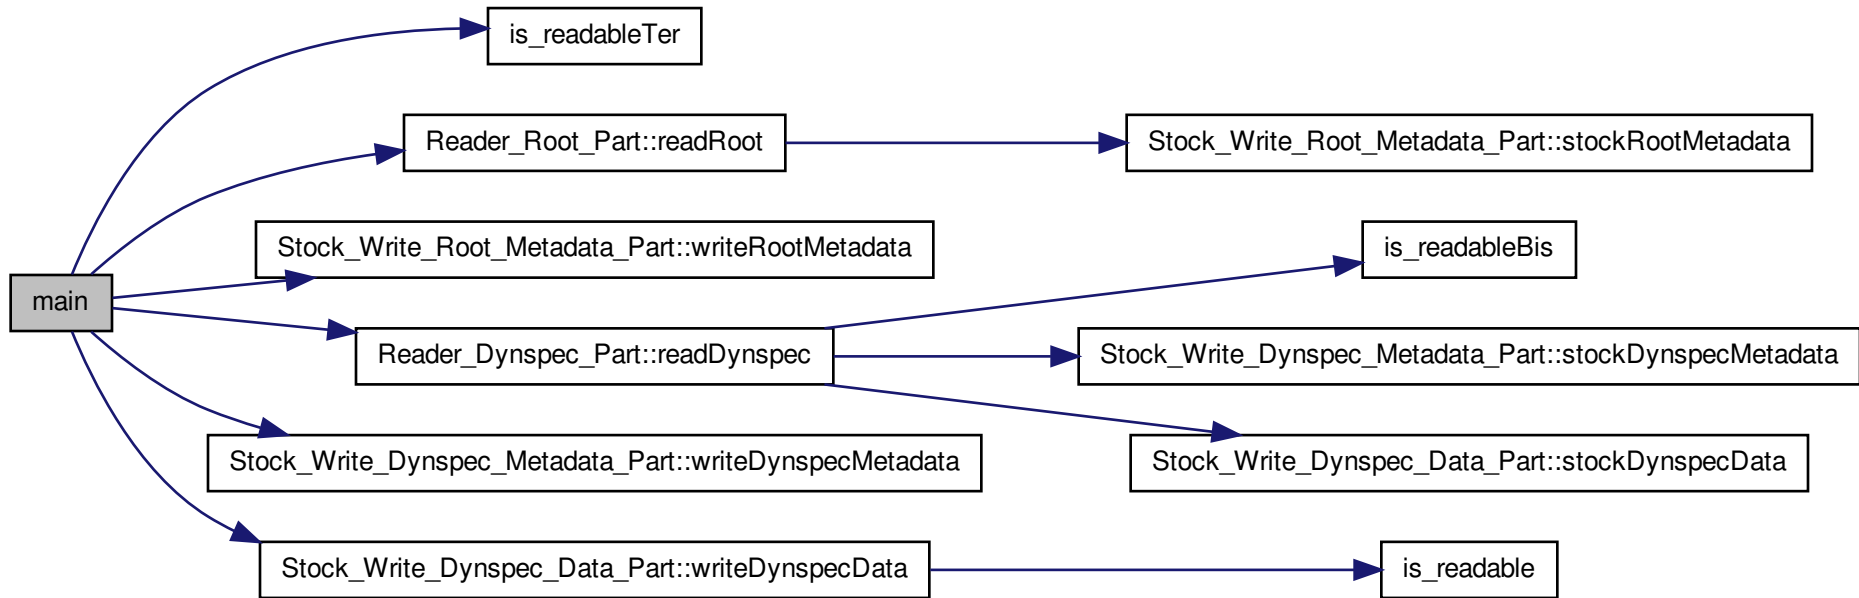 is_readableTer
Reader_Root_Part::readRoot
Stock_Write_Root_Metadata_Part::stockRootMetadata
Stock_Write_Root_Metadata_Part::writeRootMetadata
is_readableBis
main
Reader_Dynspec_Part::readDynspec
Stock_Write_Dynspec_Metadata_Part::stockDynspecMetadata
Stock_Write_Dynspec_Metadata_Part::writeDynspecMetadata
Stock_Write_Dynspec_Data_Part::stockDynspecData
Stock_Write_Dynspec_Data_Part::writeDynspecData
is_readable